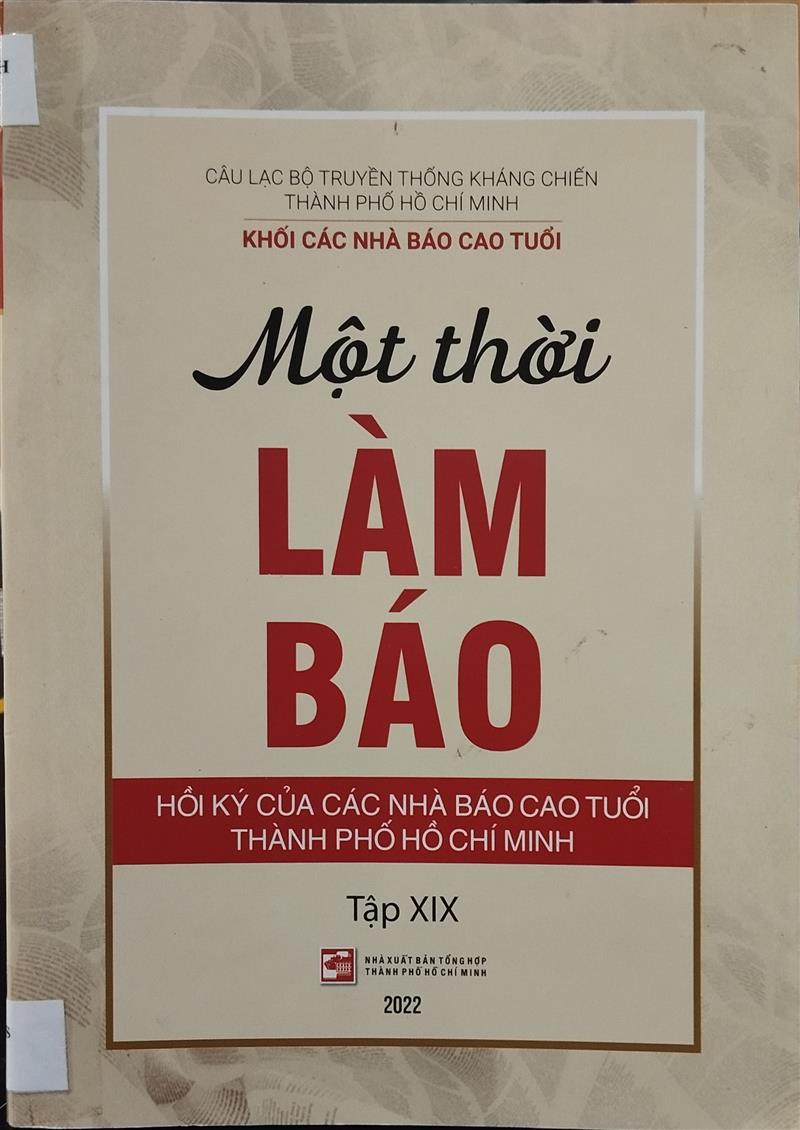 H
CÂU LẠC BỘ TRUYỀN THỐNG KHÁNG CHIẾN
THÀNH PHỐ HỒ CHÍ MINH
KHỐI CÁC NHÀ BÁO CAO TUỔI
Một thời
LÀM
BÁO
HỒI KÝ CỦA CÁC NHÀ BÁO CAO TUỔI
THÀNH PHỐ HỒ CHÍ MINH
Tập XIX
NHÀ XUẤT BẢN TỔNG HỢP
THÀNH PHỐ HỒ CHÍ MINH
2022